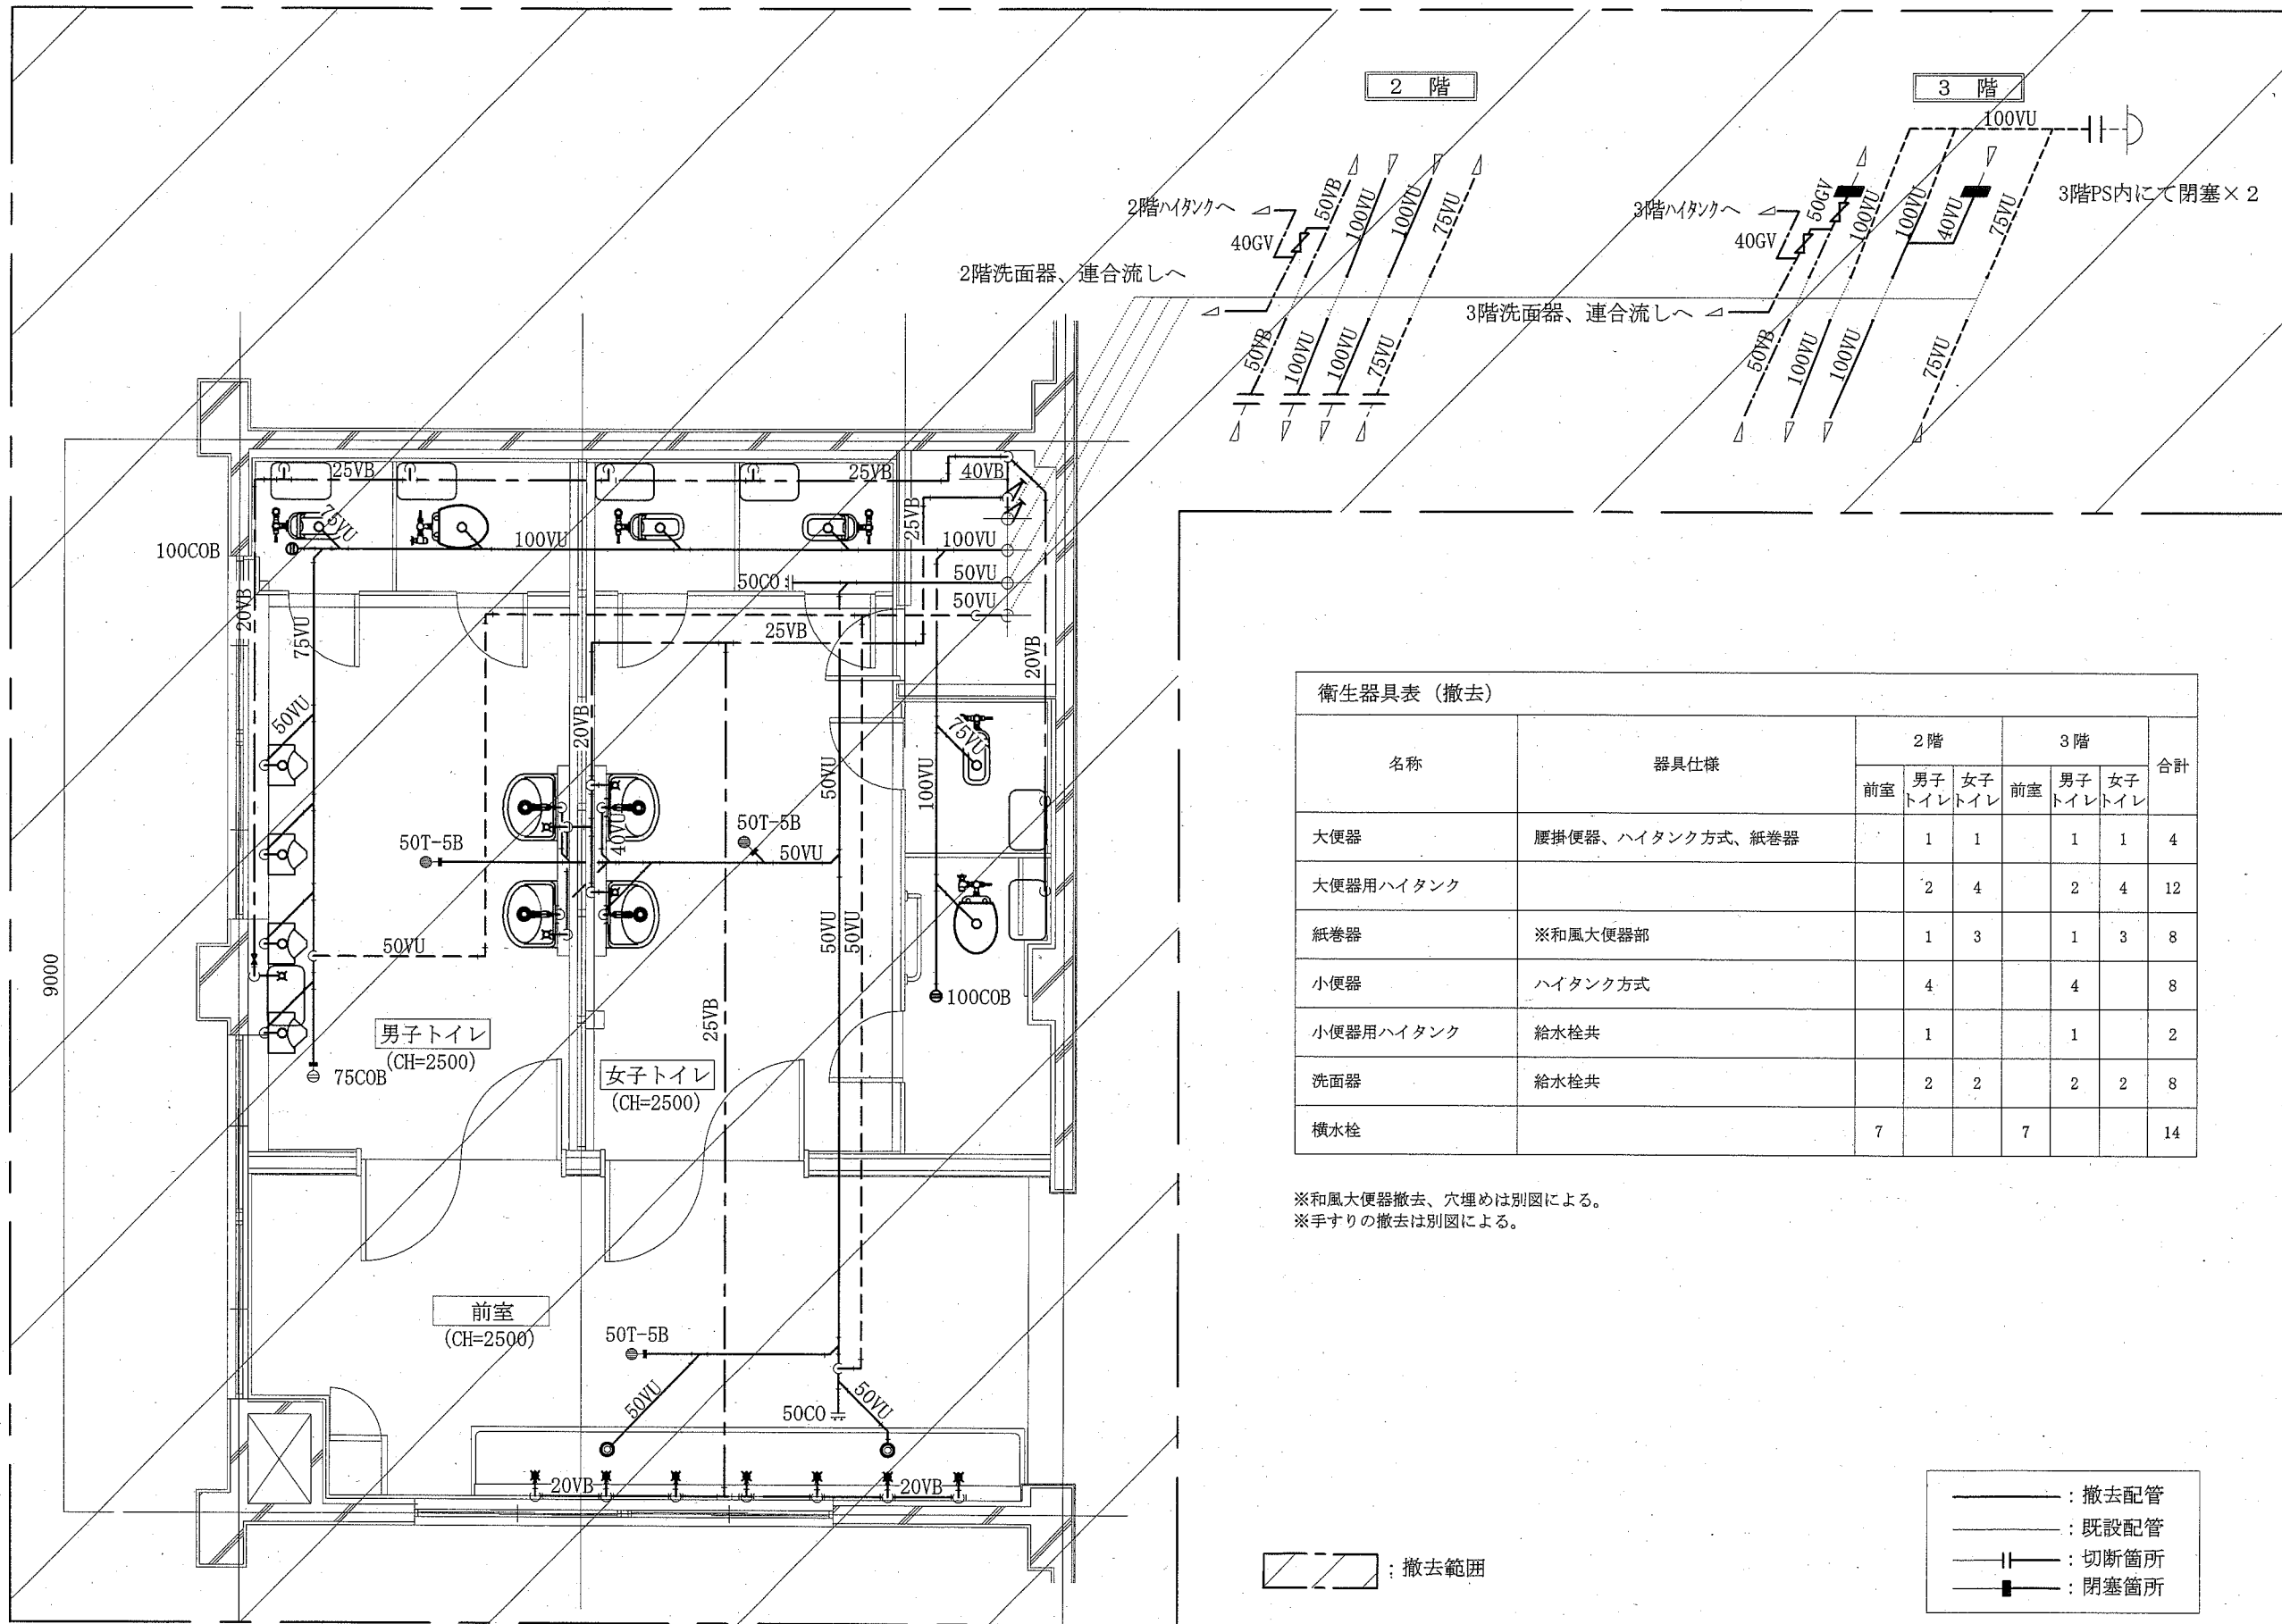 2 階
3 階
100VU
50VB
100VU
100VU
75VU
2階ハイタンクへ
40GV
2階洗面器、連合流しへ
50VB
100VU
100VU
75VU
50GV
100VU
100VU
40VU
75VU
3階PS内にて閉塞×2
3階ハイタンクへ
40GV
3階洗面器、連合流しへ
50VB
100VU
100VU
75VU
25VB
25VB
40VB
75VU
25VB
100COB
100VU
100VU
50CO
50VU
50VU
20VB
75VU
25VB
20VB
50VU
20VB
75VU
50VU
100VU
40VU
50T-5B
50T-5B
50VU
50VU
50VU
50VU
9000
100COB
25VB
男子トイレ
(CH=2500)
75COB
女子トイレ
(CH=2500)
前室
(CH=2500)
50T-5B
50VU
50CO
50VU
20VB
20VB
衛生器具表（撤去）
名称 器具仕様 2階 3階 合計
前室 男子トイレ 女子トイレ 前室 男子トイレ 女子トイレ
大便器 腰掛便器、ハイタンク方式、紙巻器 1 1 1 1 4
大便器用ハイタンク 2 4 2 4 12
紙巻器 ※和風大便器部 1 3 1 3 8
小便器 ハイタンク方式 4 4 8
小便器用ハイタンク 給水栓共 1 1 2
洗面器 給水栓共 2 2 2 2 8
横水栓 7 7 14
※和風大便器撤去、穴埋めは別図による。
※手すりの撤去は別図による。
：撤去範囲
：撤去配管
：既設配管
：切断箇所
：閉塞箇所